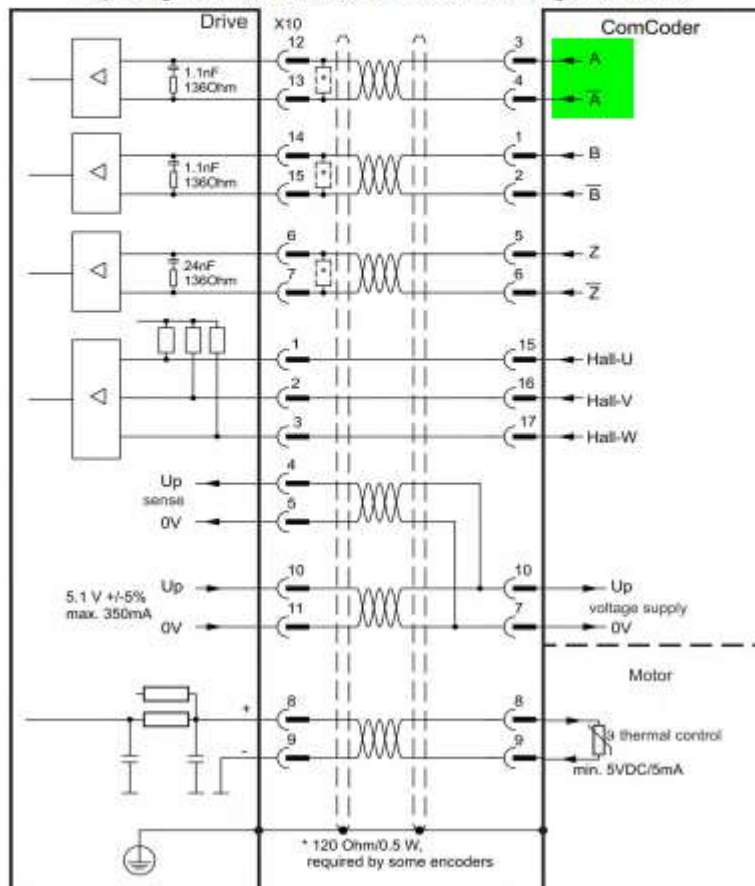 Drive X10 ComCoder
12 3 A
1.1nF
136Ohm
13 4 A̅
14 1 B
1.1nF
136Ohm
15 2 B̅
6 5 Z
24nF
136Ohm
7 6 Z̅
1 15 Hall-U
2 16 Hall-V
3 17 Hall-W
Up 4
sense
0V 5
Up 10 10 Up
5.1 V +/-5%
max. 350mA
voltage supply
0V 11 7 0V
Motor
+ 8 8
ϑ thermal control
- 9 9
min. 5VDC/5mA
* 120 Ohm/0.5 W,
required by some encoders